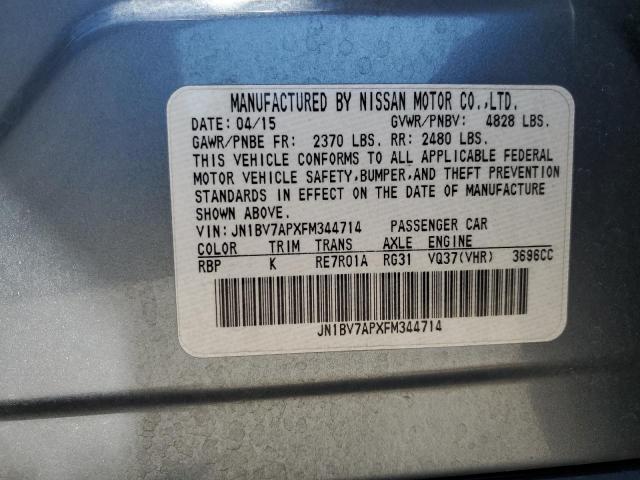 MANUFACTURED BY NISSAN MOTOR CO.,LTD.
DATE: 04/15 GVWR/PNBV: 4828 LBS.
GAWR/PNBE FR: 2370 LBS. RR: 2480 LBS.
THIS VEHICLE CONFORMS TO ALL APPLICABLE FEDERAL
MOTOR VEHICLE SAFETY,BUMPER,AND THEFT PREVENTION
STANDARDS IN EFFECT ON THE DATE OF MANUFACTURE
SHOWN ABOVE.
VIN:JN1BV7APXFM344714 PASSENGER CAR
COLOR TRIM TRANS AXLE ENGINE
RBP K RE7R01A RG31 VQ37(VHR) 3696CC
JN1BV7APXFM344714